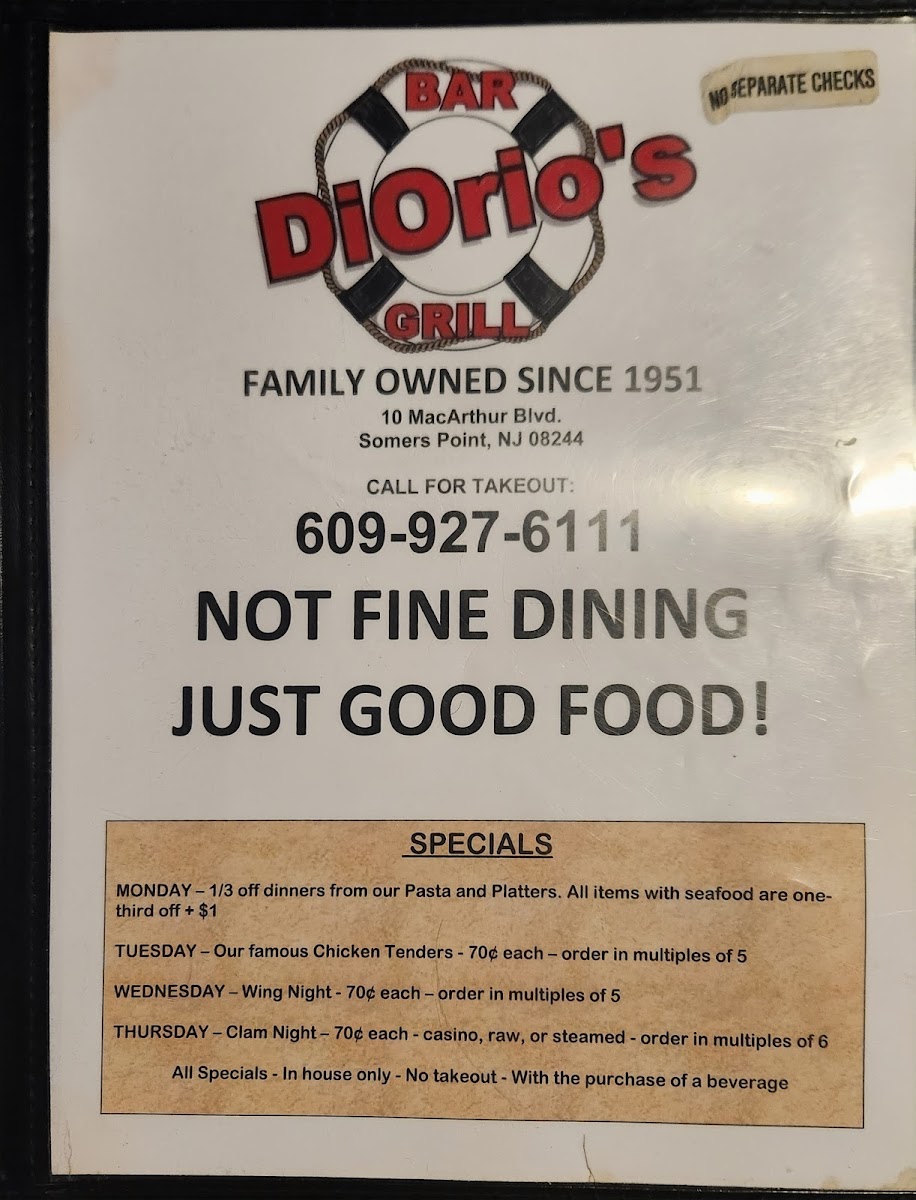 BAR
DiOrio's
GRILL
NO SEPARATE CHECKS
FAMILY OWNED SINCE 1951
10 MacArthur Blvd.
Somers Point, NJ 08244
CALL FOR TAKEOUT:
609-927-6111
NOT FINE DINING
JUST GOOD FOOD!
SPECIALS
MONDAY – 1/3 off dinners from our Pasta and Platters. All items with seafood are one-
third off + $1
TUESDAY – Our famous Chicken Tenders - 70¢ each – order in multiples of 5
WEDNESDAY – Wing Night - 70¢ each – order in multiples of 5
THURSDAY – Clam Night – 70¢ each - casino, raw, or steamed - order in multiples of 6
All Specials - In house only - No takeout - With the purchase of a beverage